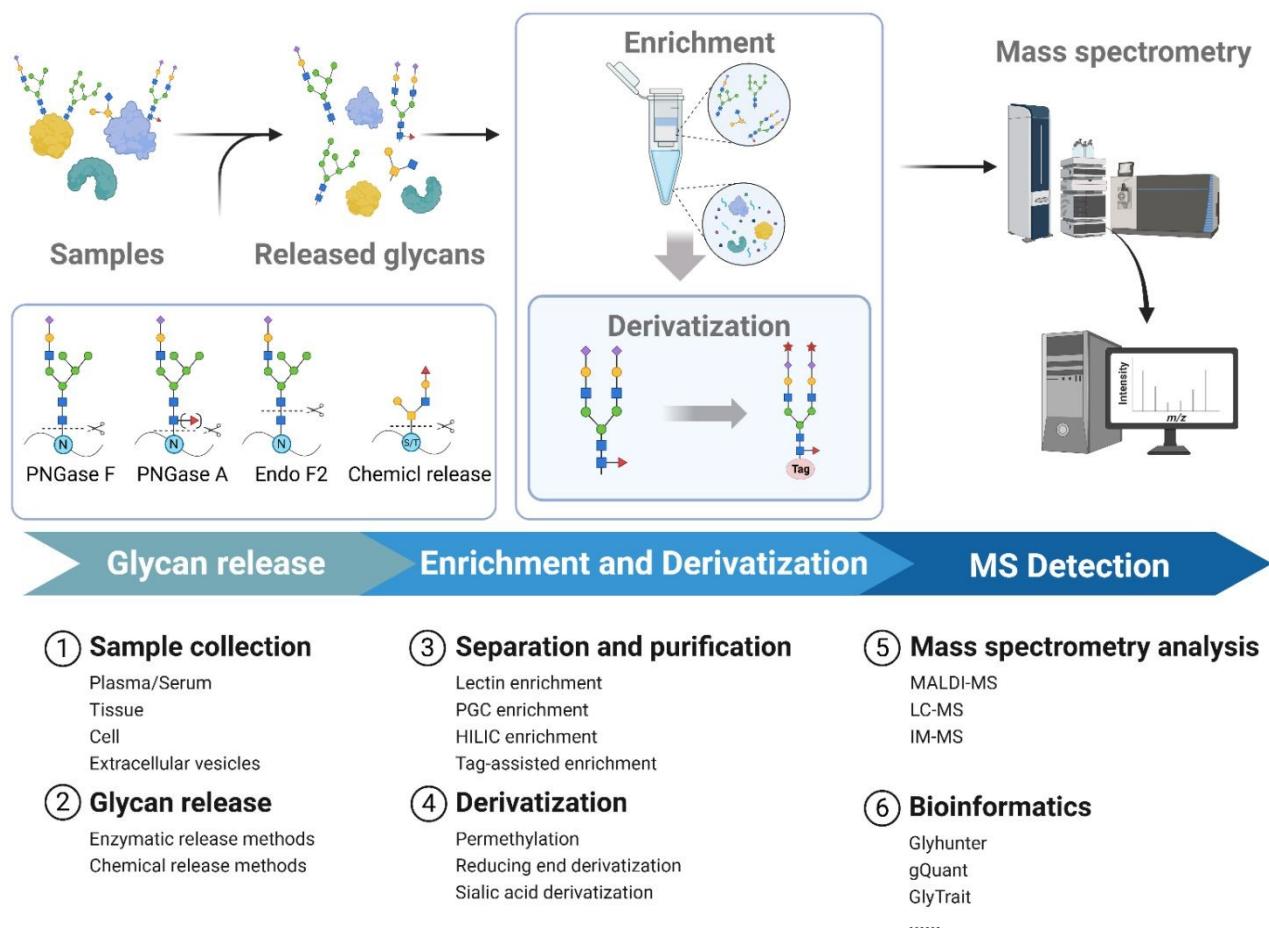 Enrichment
Mass spectrometry
Samples
Released glycans
Derivatization
N
N
N
S/T
PNGase F
PNGase A
Endo F2
Chemicl release
Tag
Intensity
m/z
Glycan release
Enrichment and Derivatization
MS Detection
1 Sample collection
Plasma/Serum
Tissue
Cell
Extracellular vesicles
2 Glycan release
Enzymatic release methods
Chemical release methods
3 Separation and purification
Lectin enrichment
PGC enrichment
HILIC enrichment
Tag-assisted enrichment
4 Derivatization
Permethylation
Reducing end derivatization
Sialic acid derivatization
5 Mass spectrometry analysis
MALDI-MS
LC-MS
IM-MS
6 Bioinformatics
Glyhunter
gQuant
GlyTrait
......